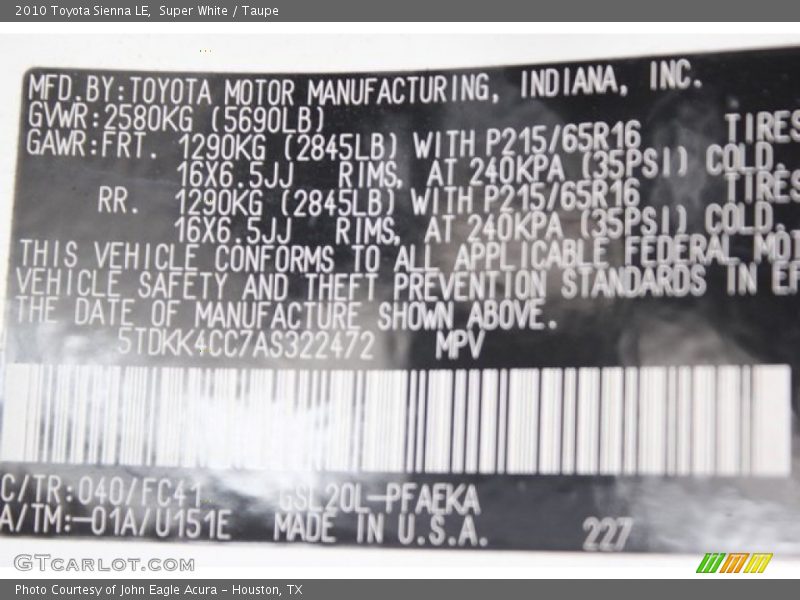 2010 Toyota Sienna LE, Super White / Taupe
MFD.BY:TOYOTA MOTOR MANUFACTURING, INDIANA, INC.
GVWR:2580KG (5690LB)
GAWR:FRT. 1290KG (2845LB) WITH P215/65R16 TIRES
16X6.5JJ RIMS, AT 240KPA (35PSI) COLD.
RR. 1290KG (2845LB) WITH P215/65R16 TIRES
16X6.5JJ RIMS, AT 240KPA (35PSI) COLD.
THIS VEHICLE CONFORMS TO ALL APPLICABLE FEDERAL MOT
VEHICLE SAFETY AND THEFT PREVENTION STANDARDS IN EF
THE DATE OF MANUFACTURE SHOWN ABOVE.
5TDKK4CC7AS322472 MPV
C/TR:040/FC41 GSL20L-PFAEKA
A/TM:-01A/U151E MADE IN U.S.A. 227
GTCARLOT.COM
Photo Courtesy of John Eagle Acura - Houston, TX